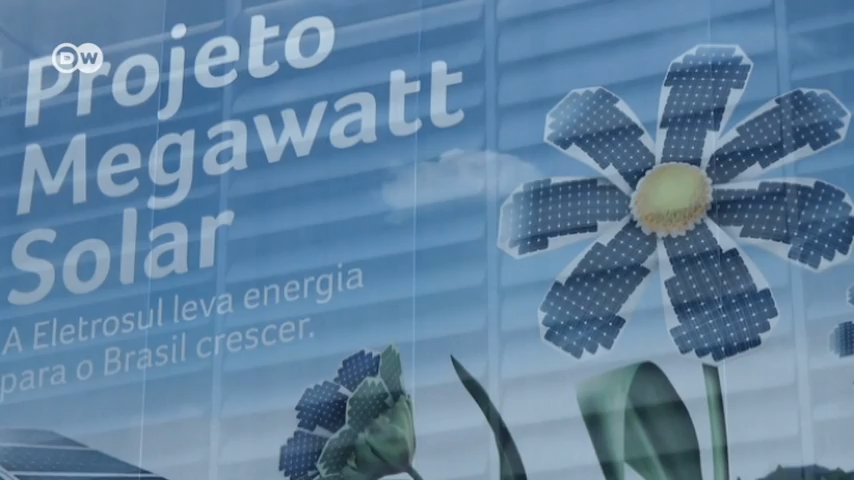 DW
Projeto
Megawatt
Solar
A Eletrosul leva energia
para o Brasil crescer.